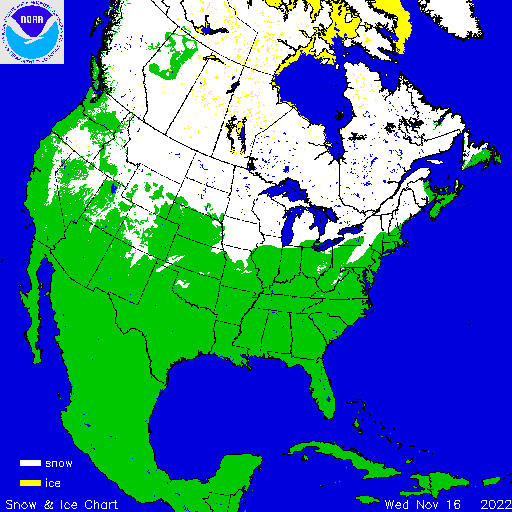 NOAA
snow
ice
Snow & Ice Chart
Wed Nov 16 2022